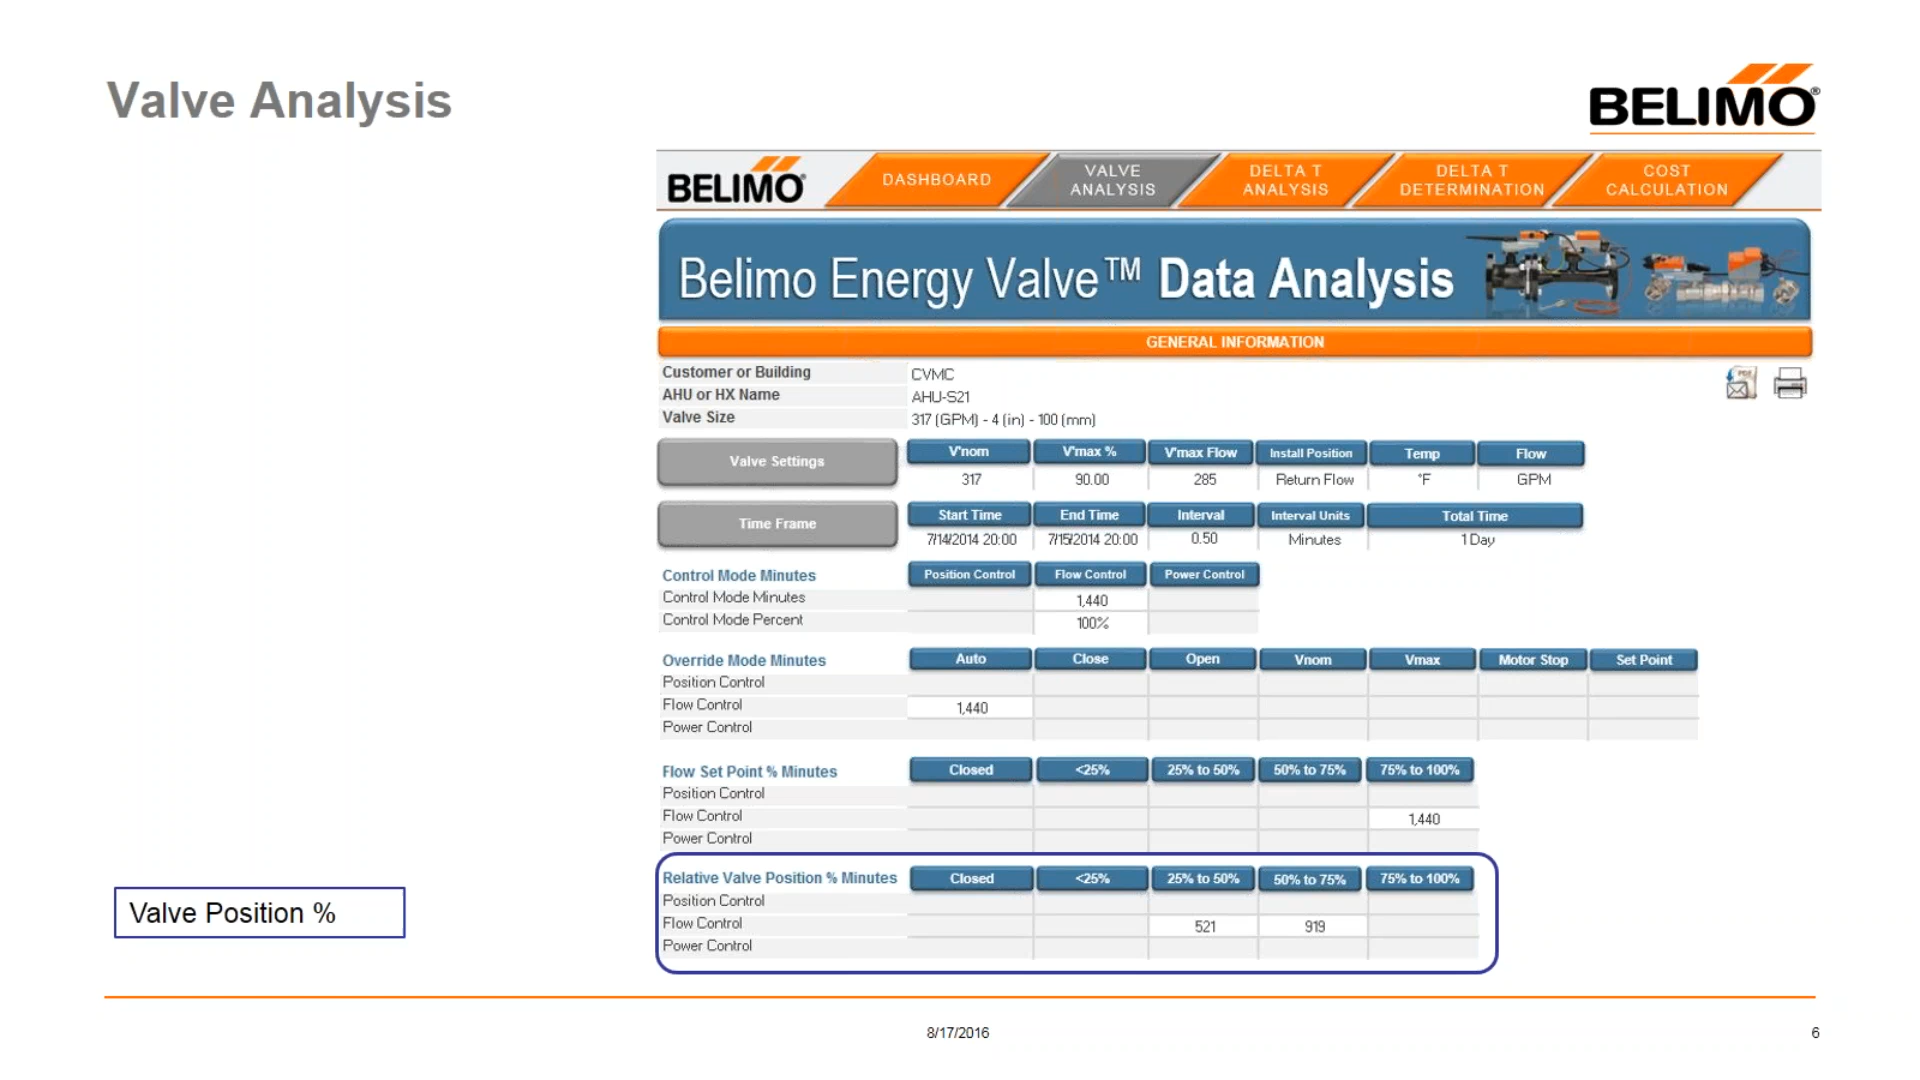 Valve Analysis
BELIMO®
BELIMO®
DASHBOARD
VALVE ANALYSIS
DELTA T ANALYSIS
DELTA T DETERMINATION
COST CALCULATION
Belimo Energy Valve™ Data Analysis
GENERAL INFORMATION
Customer or Building CVMC
AHU or HX Name AHU-S21
Valve Size 317 (GPM) - 4 (in) - 100 (mm)
PDF
Valve Settings V'nom V'max % V'max Flow Install Position Temp Flow
317 90.00 285 Return Flow °F GPM
Time Frame Start Time End Time Interval Interval Units Total Time
7/14/2014 20:00 7/15/2014 20:00 0.50 Minutes 1 Day
Control Mode Minutes Position Control Flow Control Power Control
Control Mode Minutes 1,440
Control Mode Percent 100%
Override Mode Minutes Auto Close Open Vnom Vmax Motor Stop Set Point
Position Control
Flow Control 1,440
Power Control
Flow Set Point % Minutes Closed <25% 25% to 50% 50% to 75% 75% to 100%
Position Control
Flow Control 1,440
Power Control
Relative Valve Position % Minutes Closed <25% 25% to 50% 50% to 75% 75% to 100%
Position Control
Flow Control 521 919
Power Control
Valve Position %
8/17/2016
6